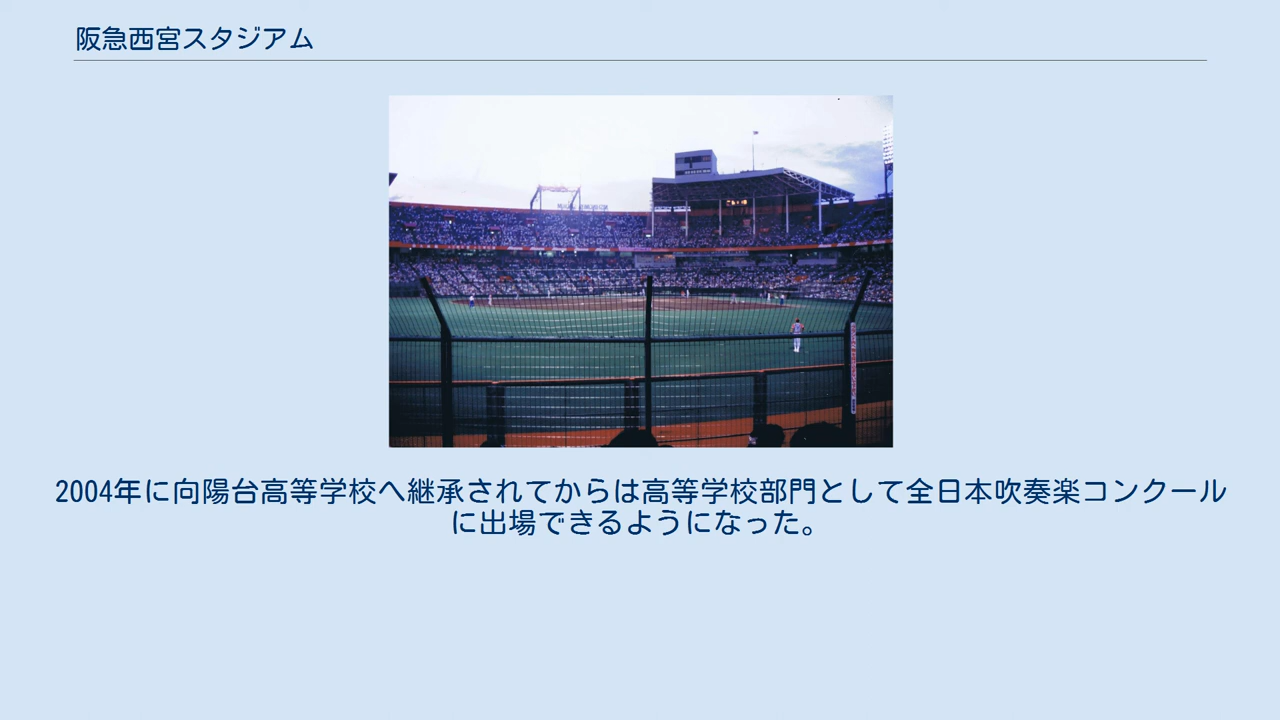 阪急西宮スタジアム
2004年に向陽台高等学校へ継承されてからは高等学校部門として全日本吹奏楽コンクール
に出場できるようになった。